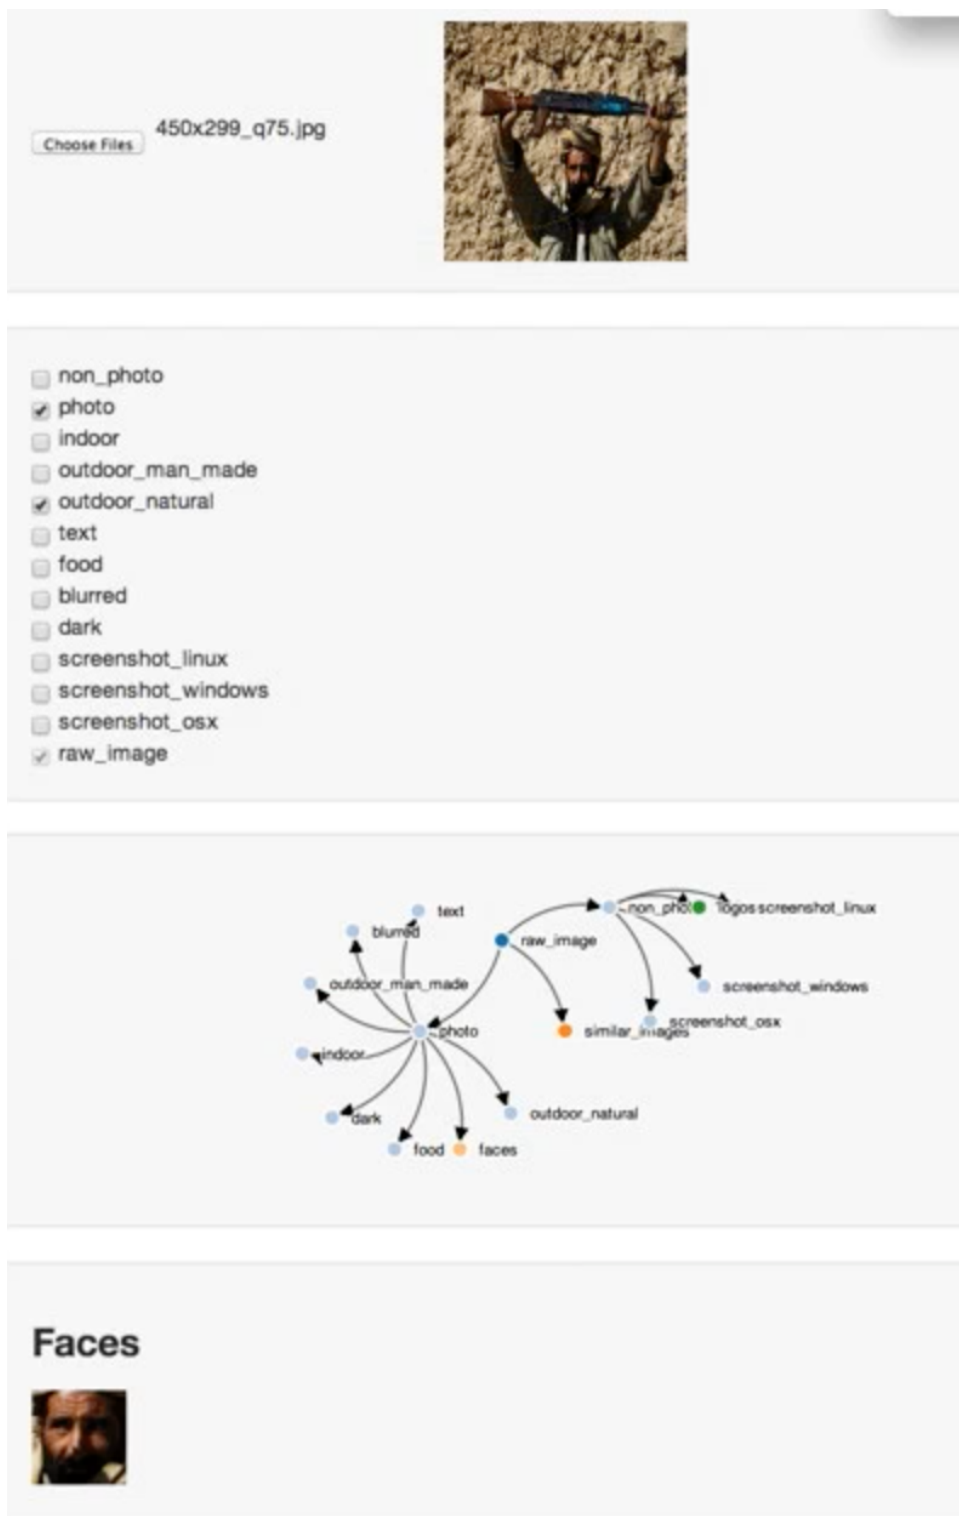 450x299_q75.jpg
Choose Files
non_photo
photo
indoor
outdoor_man_made
outdoor_natural
text
food
blurred
dark
screenshot_linux
screenshot_windows
screenshot_osx
raw_image
text
non_photo
logos
screenshot_linux
blurred
raw_image
outdoor_man_made
screenshot_windows
photo
similar_images
screenshot_osx
indoor
dark
outdoor_natural
food
faces
Faces